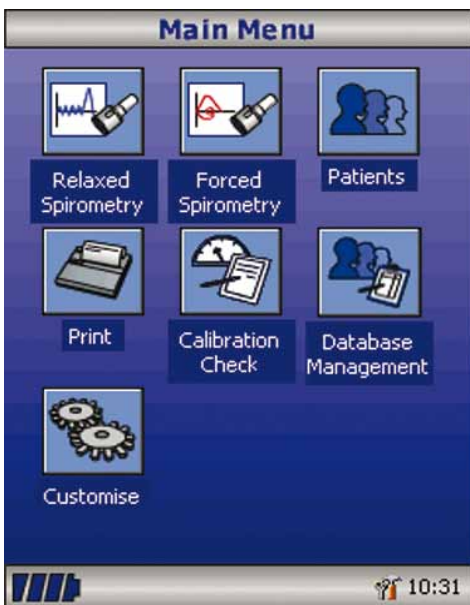 Main Menu
Relaxed
Spirometry
Forced
Spirometry
Patients
Print
Calibration
Check
Database
Management
Customise
10:31